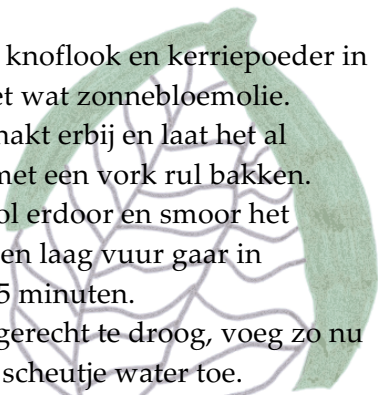 knoflook en kerriepoeder in
et wat zonnebloemolie.
nakt erbij en laat het al
met een vork rul bakken.
ol erdoor en smoor het
en laag vuur gaar in
5 minuten.
gerecht te droog, voeg zo nu
scheutje water toe.